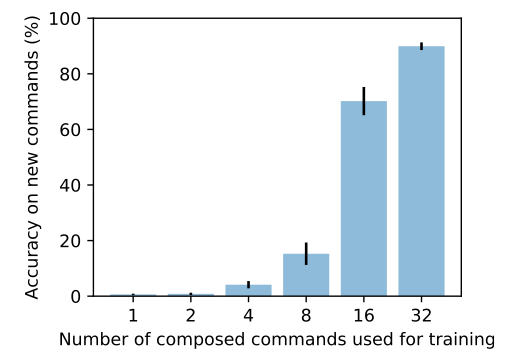 Accuracy on new commands (%)
100
80
60
40
20
0
1 2 4 8 16 32
Number of composed commands used for training